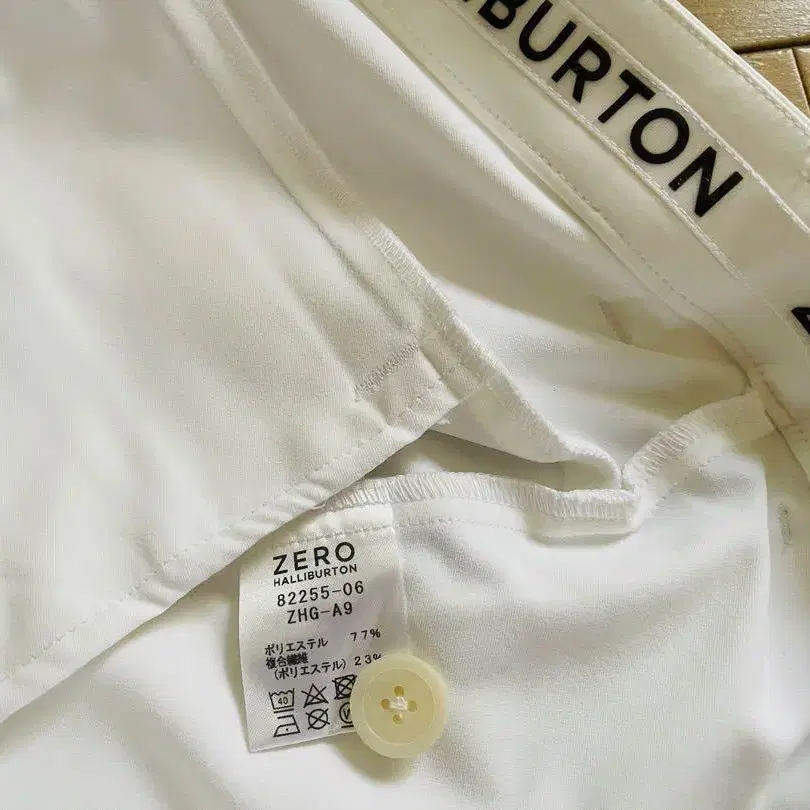 BURTON
ZERO
HALLIBURTON
82255-06
ZHG-A9
ポリエステル 77%
複合繊維
(ポリエステル) 23%
40
W